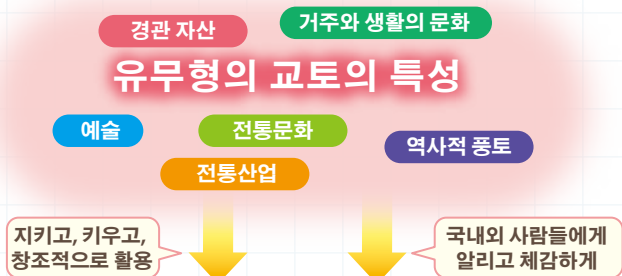 경관 자산
거주와 생활의 문화
유무형의 교토의 특성
예술
전통문화
역사적 풍토
전통산업
지키고, 키우고,
창조적으로 활용
국내외 사람들에게
알리고 체감하게